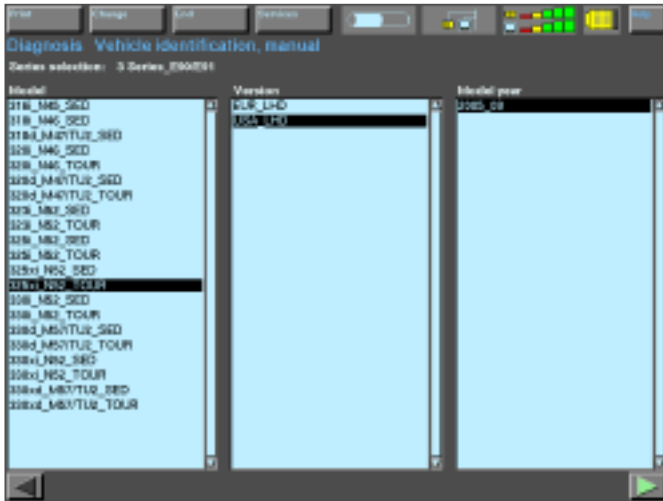 Print
Change
End
Services
Help
Diagnosis Vehicle identification, manual
Series selection: 3 Series_E90/E91
Model
318i_N46_SED
318d_M47/TU2_SED
320i_N46_SED
320i_N46_TOUR
320d_M47/TU2_SED
320d_M47/TU2_TOUR
323i_N52_SED
323i_N52_TOUR
325i_N52_SED
325i_N52_TOUR
325xi_N52_SED
325xi_N52_TOUR
330i_N52_SED
330i_N52_TOUR
330d_M57/TU2_SED
330d_M57/TU2_TOUR
330xi_N52_SED
330xi_N52_TOUR
330xd_M57/TU2_SED
330xd_M57/TU2_TOUR
Version
EUR_LHD
USA_LHD
Model year
2005_09